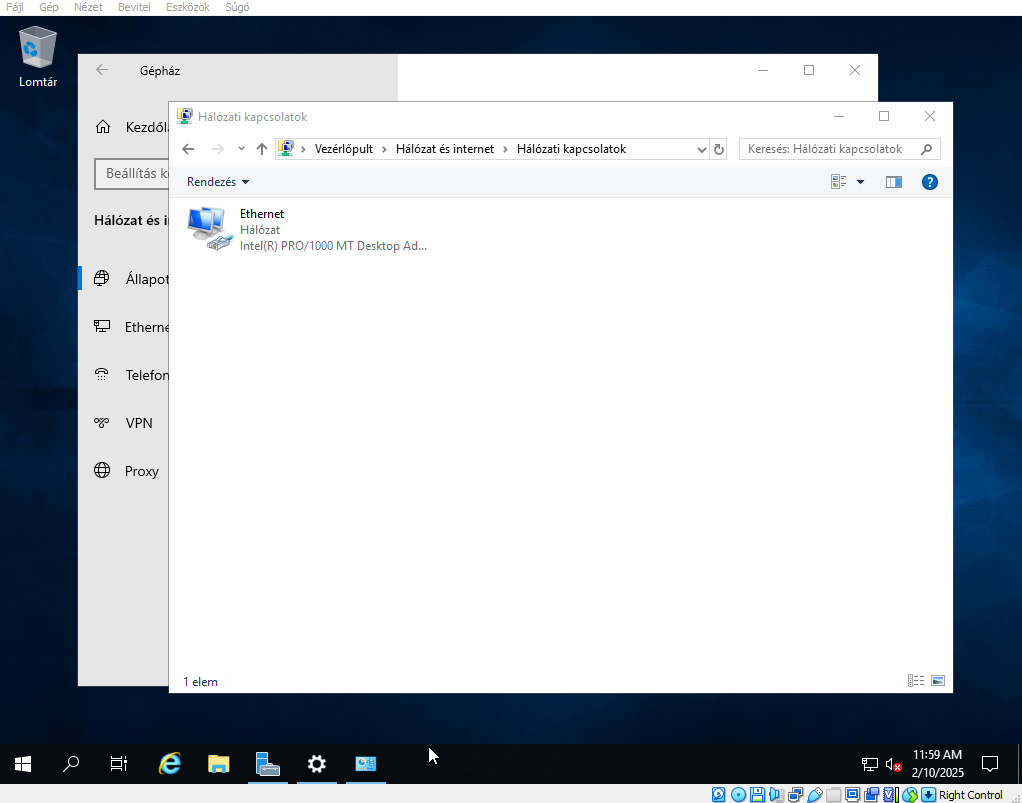 Fájl Gép Nézet Bevitel Eszközök Súgó
Lomtár
Gépház
Kezdőla
Beállítás k
Hálózat és i
Állapot
Etherne
Telefon
VPN
Proxy
Hálózati kapcsolatok
Vezérlőpult Hálózat és internet Hálózati kapcsolatok
Keresés: Hálózati kapcsolatok
Rendezés
Ethernet
Hálózat
Intel(R) PRO/1000 MT Desktop Ad...
1 elem
11:59 AM
2/10/2025
Right Control